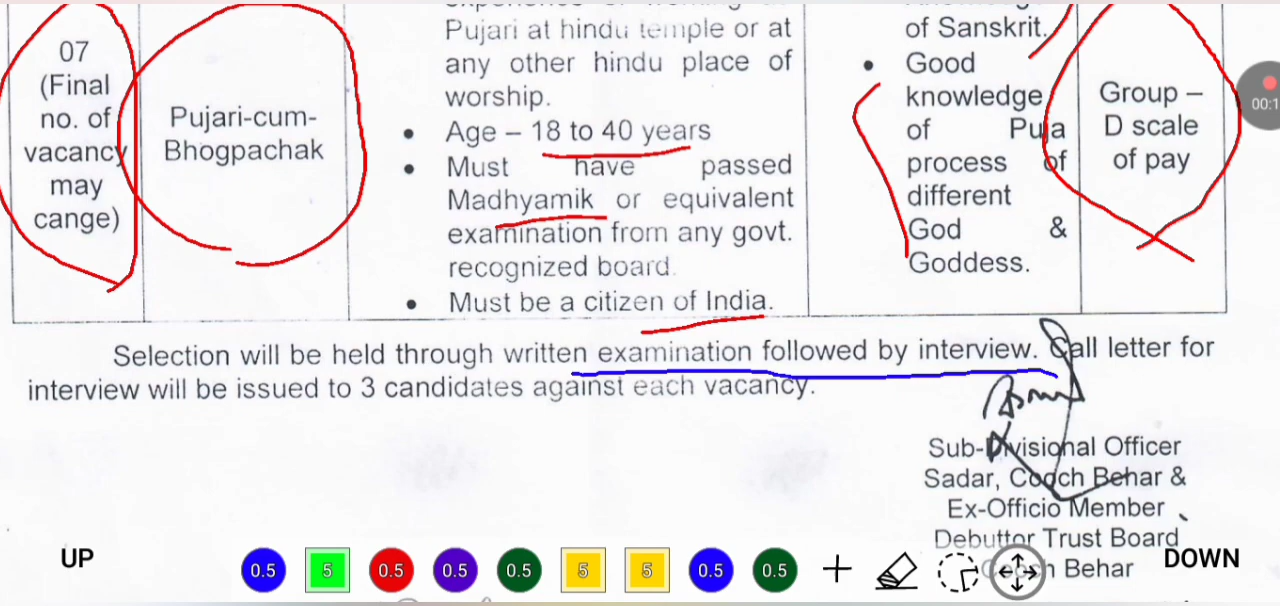 07
(Final
no. of
vacancy
may
cange)
Pujari-cum-
Bhogpachak
Pujari at hindu temple or at
any other hindu place of
worship.
• Age – 18 to 40 years
• Must have passed
Madhyamik or equivalent
examination from any govt.
recognized board.
• Must be a citizen of India.
of Sanskrit.
• Good
knowledge
of Puja
process of
different
God &
Goddess.
Group –
D scale
of pay
00:1
Selection will be held through written examination followed by interview. Call letter for
interview will be issued to 3 candidates against each vacancy.
Sub-Divisional Officer
Sadar, Cooch Behar &
Ex-Officio Member
Debuttor Trust Board
Cooch Behar
UP
0.5 5 0.5 0.5 0.5 5 5 0.5 0.5
DOWN